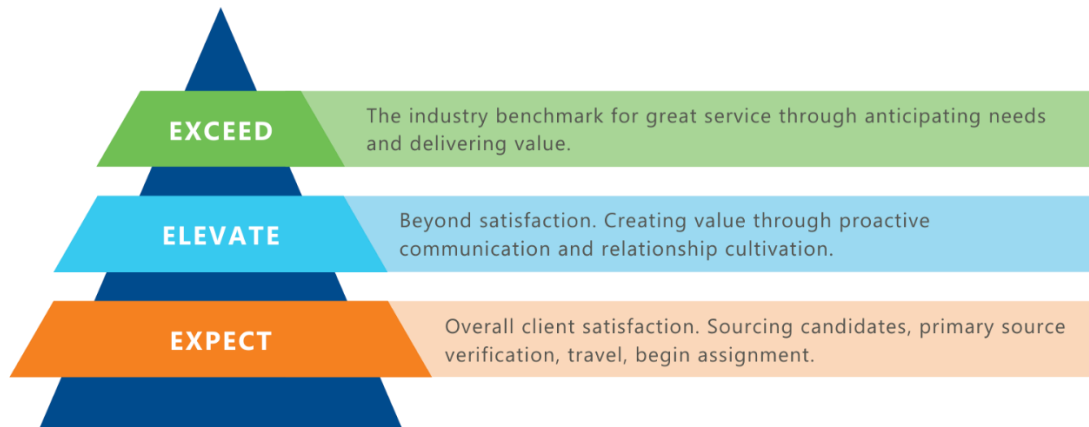 EXCEED
The industry benchmark for great service through anticipating needs
and delivering value.
ELEVATE
Beyond satisfaction. Creating value through proactive
communication and relationship cultivation.
EXPECT
Overall client satisfaction. Sourcing candidates, primary source
verification, travel, begin assignment.